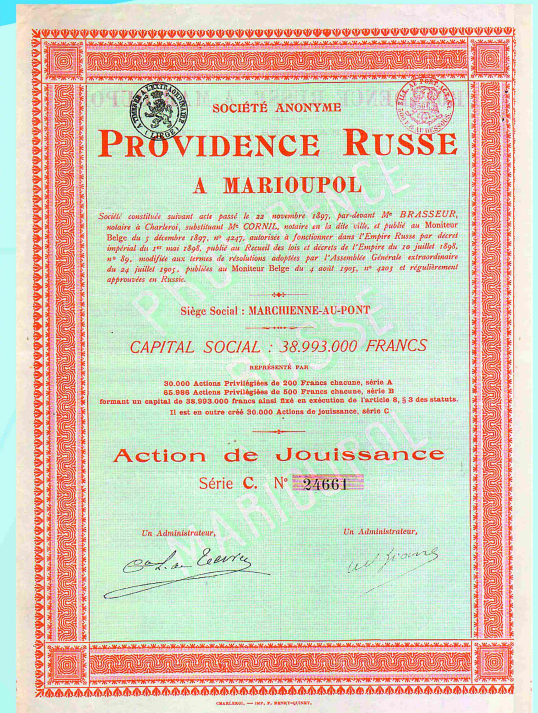 A TIMBRER A L'EXTRAORDINAIRE
LIÈGE
SOCIÉTÉ ANONYME
PROVIDENCE RUSSE
A MARIOUPOL
Société constituée suivant acte passé le 22 novembre 1897, par-devant Me BRASSEUR,
notaire à Charleroi, substituant Me CORNIL, notaire en la dite ville, et publié au Moniteur
Belge du 5 décembre 1897, no 4247, autorisée à fonctionner dans l'Empire Russe par décret
impérial du 1er mai 1898, publié au Recueil des lois et décrets de l'Empire du 10 juillet 1898,
no 89, modifiée aux termes de résolutions adoptées par l'Assemblée Générale extraordinaire
du 24 juillet 1905, publiées au Moniteur Belge du 4 août 1905, no 4203 et régulièrement
approuvées en Russie.
Siège Social : MARCHIENNE-AU-PONT
CAPITAL SOCIAL : 38.993.000 FRANCS
REPRÉSENTÉ PAR
30.000 Actions Privilégiées de 200 Francs chacune, série A
65.986 Actions Privilégiées de 500 Francs chacune, série B
formant un capital de 38.993.000 francs ainsi fixé en exécution de l'article 8, § 3 des statuts.
Il est en outre créé 30.000 Actions de jouissance, série C
PROVIDENCE
RUSSE
MARIOUPOL
Action de Jouissance
Série C. No 24661
Un Administrateur, Un Administrateur,
CHARLEROI. — IMP. F. HENRY-QUINET.